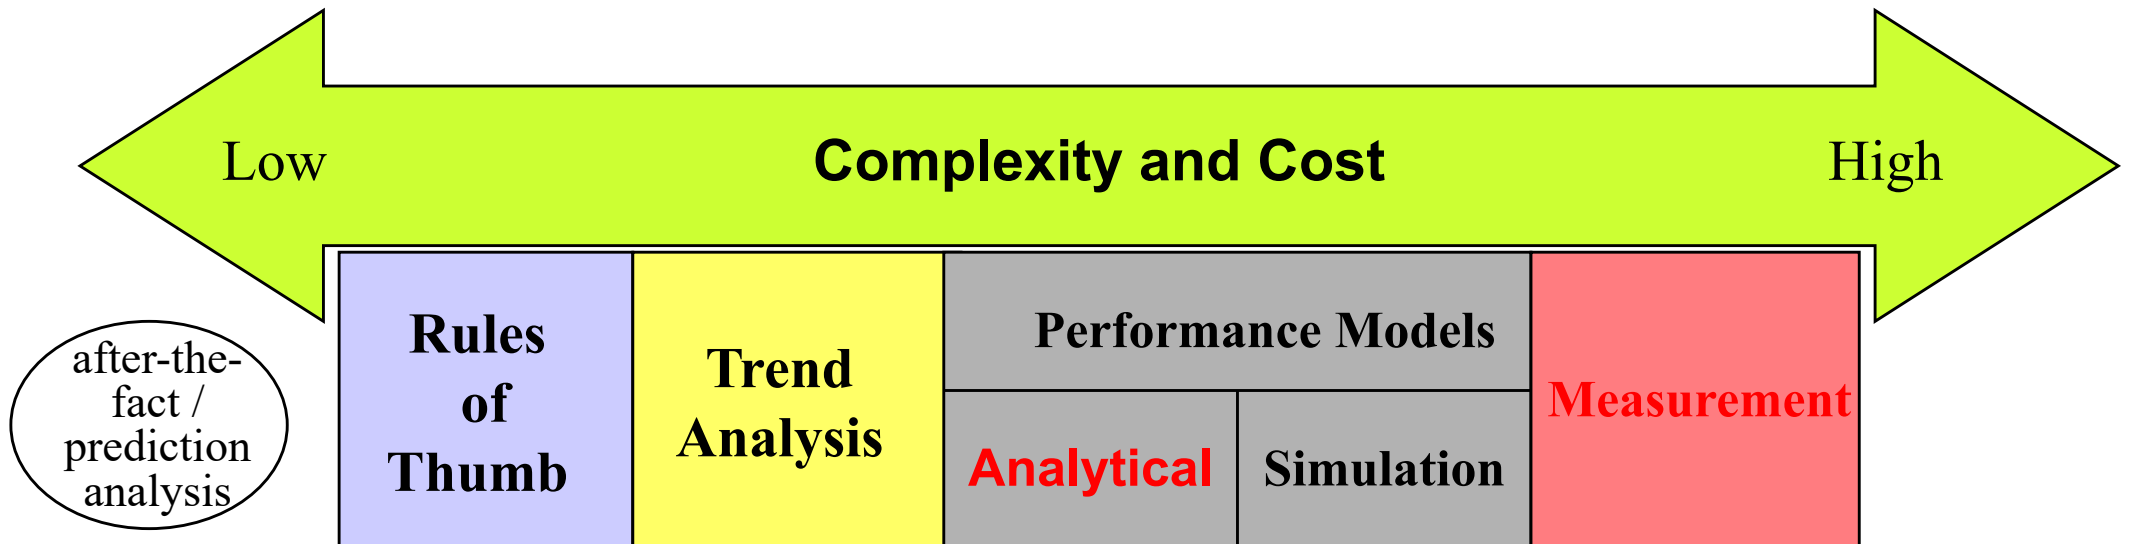 Low
Complexity and Cost
High
after-the-
fact /
prediction
analysis
Rules
of
Thumb
Trend
Analysis
Performance Models
Analytical
Simulation
Measurement